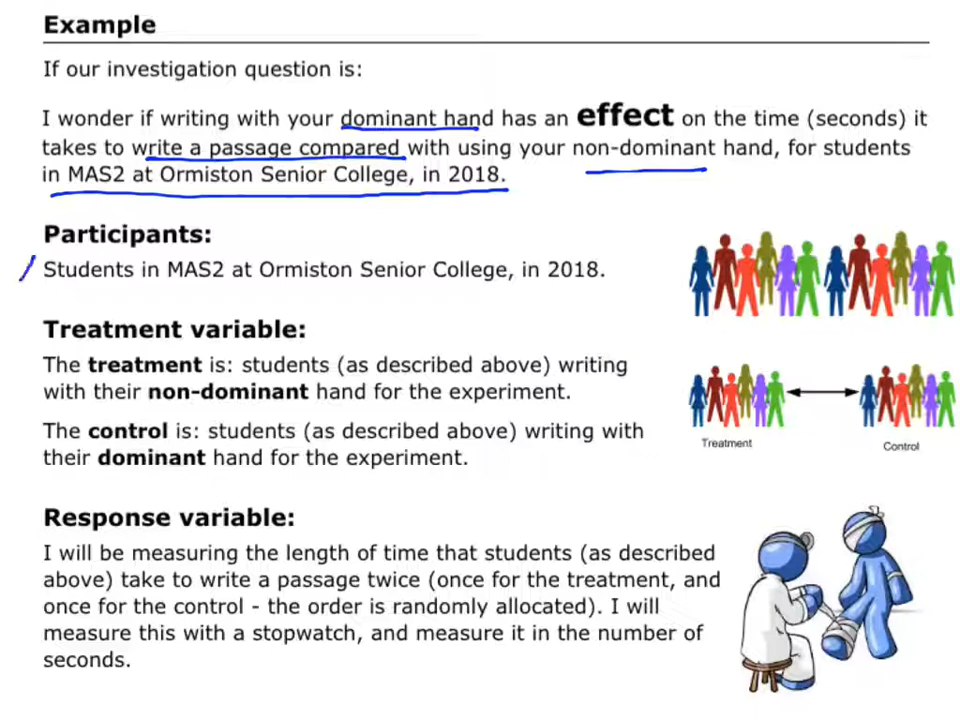 Example
If our investigation question is:
I wonder if writing with your dominant hand has an effect on the time (seconds) it
takes to write a passage compared with using your non-dominant hand, for students
in MAS2 at Ormiston Senior College, in 2018.
Participants:
Students in MAS2 at Ormiston Senior College, in 2018.
Treatment variable:
The treatment is: students (as described above) writing
with their non-dominant hand for the experiment.
The control is: students (as described above) writing with
their dominant hand for the experiment.
Treatment
Control
Response variable:
I will be measuring the length of time that students (as described
above) take to write a passage twice (once for the treatment, and
once for the control - the order is randomly allocated). I will
measure this with a stopwatch, and measure it in the number of
seconds.